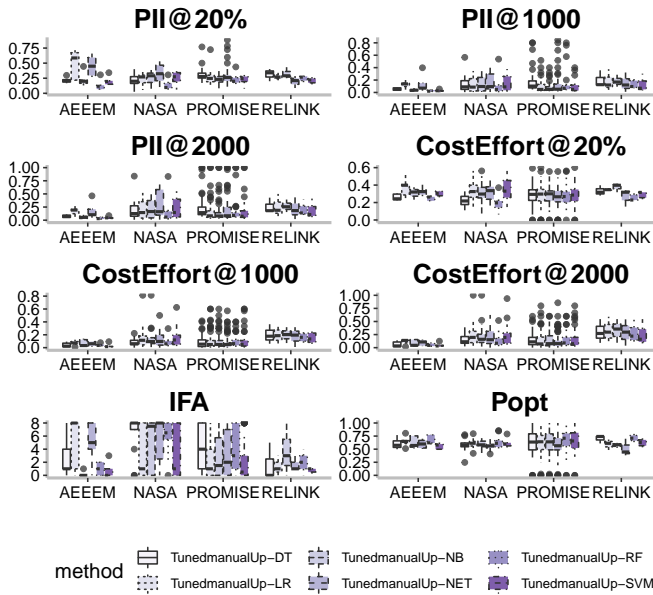 PII@20%
0.75
0.50
0.25
0.00
AEEEM NASA PROMISE RELINK
PII@1000
0.8
0.6
0.4
0.2
0.0
AEEEM NASA PROMISE RELINK
PII@2000
1.00
0.75
0.50
0.25
0.00
AEEEM NASA PROMISE RELINK
CostEffort@20%
0.6
0.4
0.2
0.0
AEEEM NASA PROMISE RELINK
CostEffort@1000
0.8
0.6
0.4
0.2
0.0
AEEEM NASA PROMISE RELINK
CostEffort@2000
1.00
0.75
0.50
0.25
0.00
AEEEM NASA PROMISE RELINK
IFA
8
6
4
2
0
AEEEM NASA PROMISE RELINK
Popt
1.00
0.75
0.50
0.25
0.00
AEEEM NASA PROMISE RELINK
method
TunedmanualUp−DT TunedmanualUp−NB TunedmanualUp−RF
TunedmanualUp−LR TunedmanualUp−NET TunedmanualUp−SVM